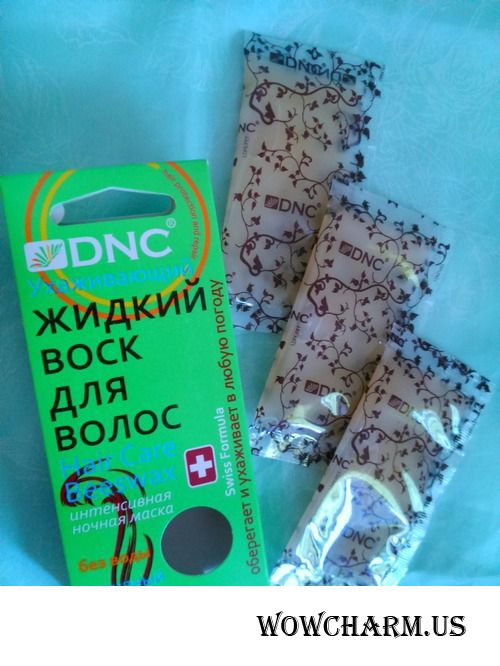 DNC®
Ухаживающий
ЖИДКИЙ
ВОСК
ДЛЯ
ВОЛОС
Hair Care
Beeswax
интенсивная
ночная маска
без воды
Swiss Formula
оберегает и ухаживает в любую погоду
DNC
DNC®
DNC®
DNC®
WOWCHARM.US